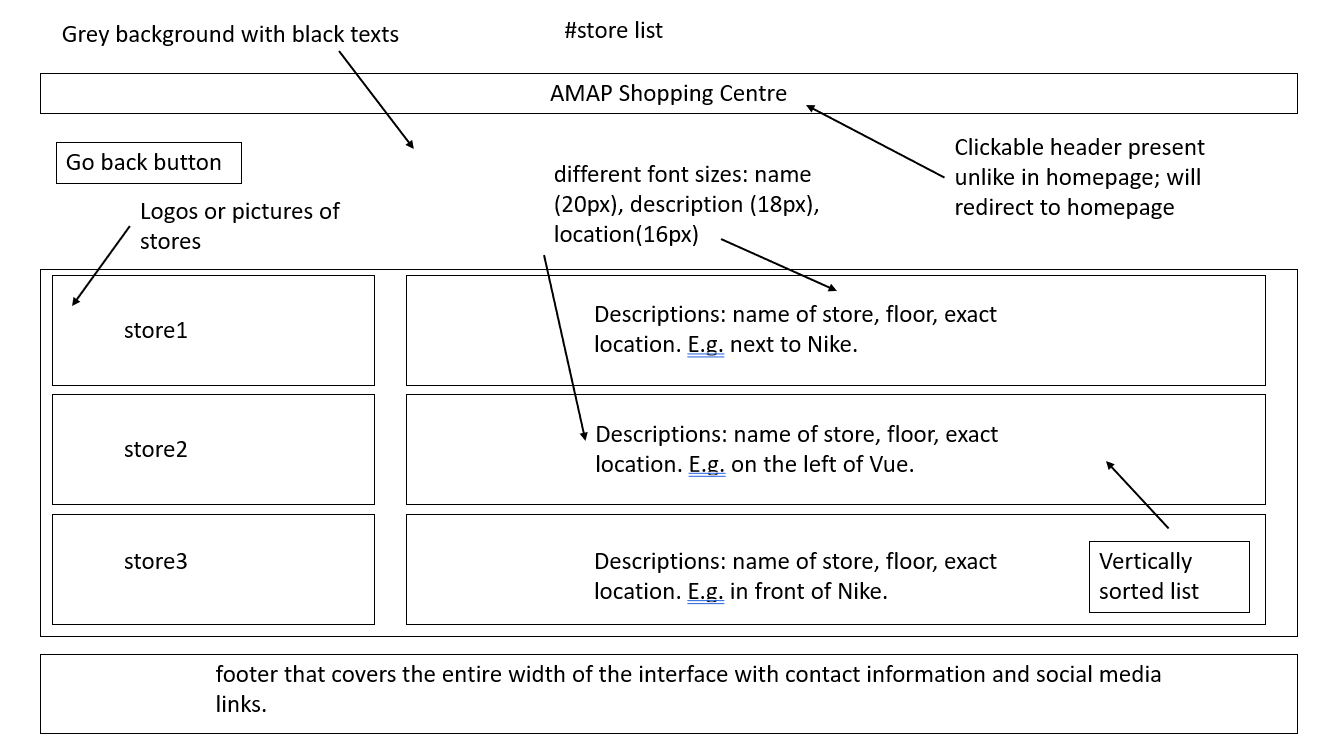 Grey background with black texts
#store list
AMAP Shopping Centre
Go back button
Clickable header present
unlike in homepage; will
redirect to homepage
different font sizes: name
(20px), description (18px),
location(16px)
Logos or pictures of
stores
store1
Descriptions: name of store, floor, exact
location. E.g. next to Nike.
store2
Descriptions: name of store, floor, exact
location. E.g. on the left of Vue.
store3
Descriptions: name of store, floor, exact
location. E.g. in front of Nike.
Vertically
sorted list
footer that covers the entire width of the interface with contact information and social media
links.